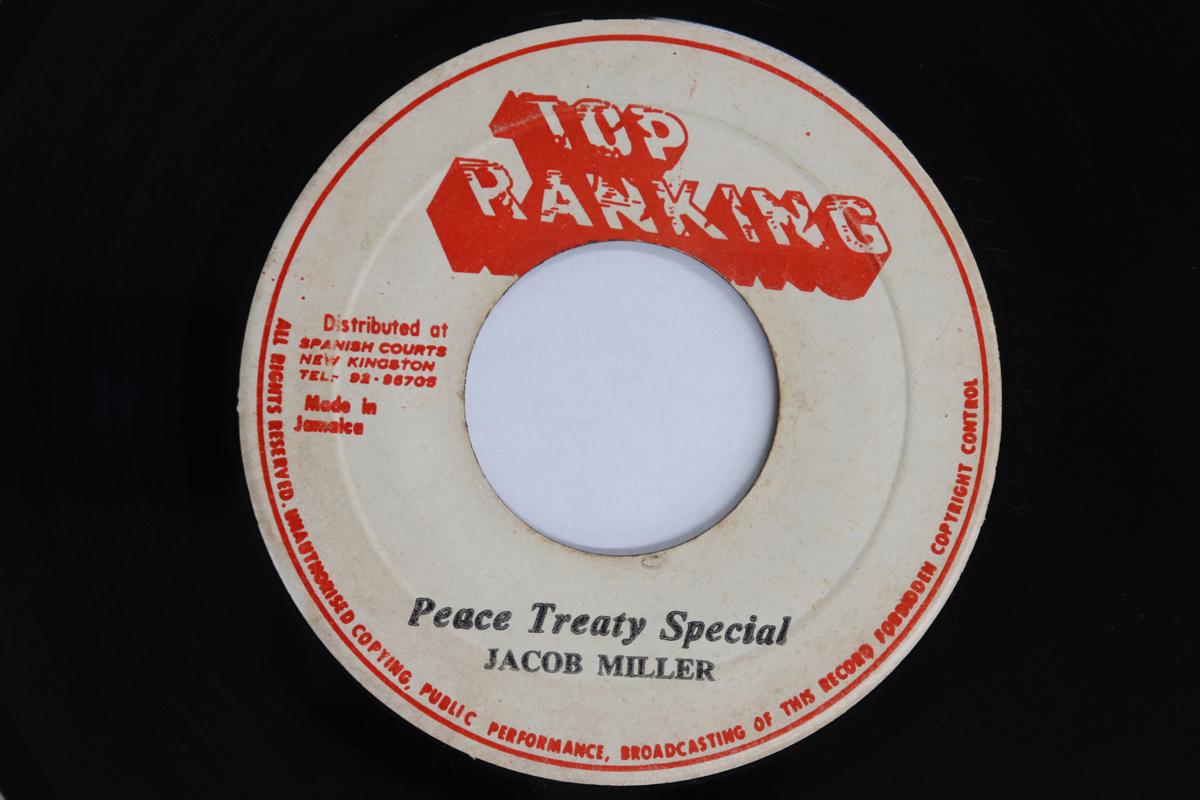 TOP
RANKING
Distributed at
SPANISH COURTS
NEW KINGSTON
TEL:- 92-96705
Made in
Jamaica
Peace Treaty Special
JACOB MILLER
ALL RIGHTS RESERVED. UNAUTHORISED COPYING, PUBLIC PERFORMANCE, BROADCASTING OF THIS RECORD FORBIDDEN COPYRIGHT CONTROL